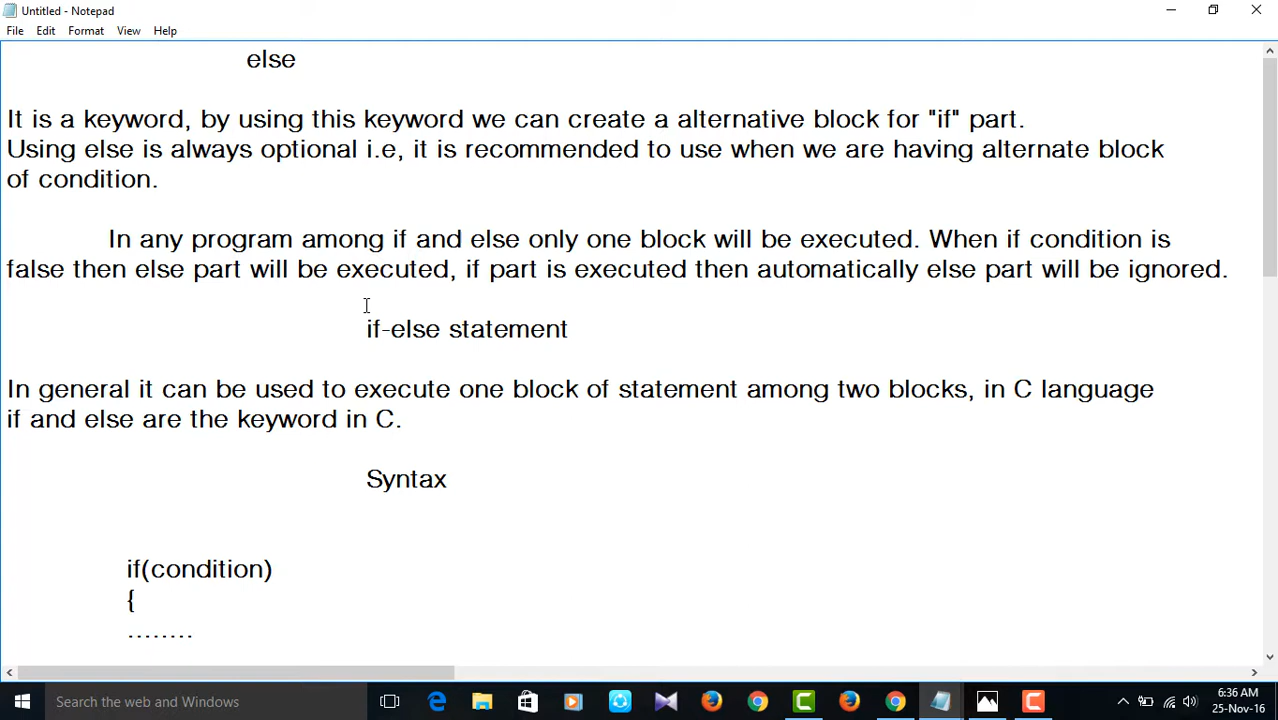 Untitled - Notepad
File Edit Format View Help
else
It is a keyword, by using this keyword we can create a alternative block for "if" part.
Using else is always optional i.e, it is recommended to use when we are having alternate block
of condition.
In any program among if and else only one block will be executed. When if condition is
false then else part will be executed, if part is executed then automatically else part will be ignored.
if-else statement
In general it can be used to execute one block of statement among two blocks, in C language
if and else are the keyword in C.
Syntax
if(condition)
{
........
Search the web and Windows
6:36 AM
25-Nov-16